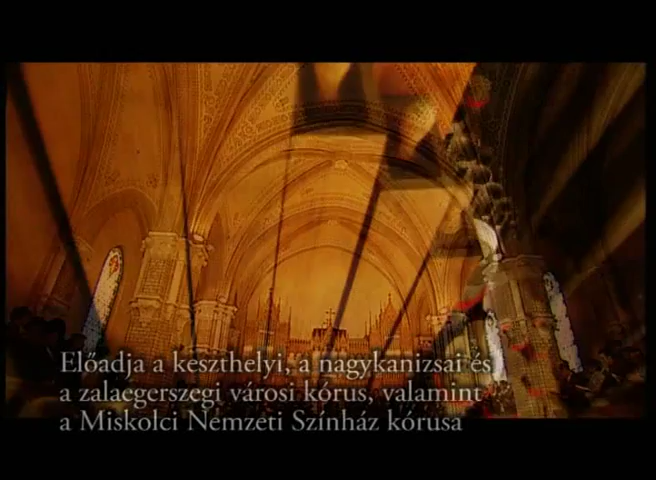 Előadja a keszthelyi, a nagykanizsai és
a zalaegerszegi városi kórus, valamint
a Miskolci Nemzeti Színház kórusa